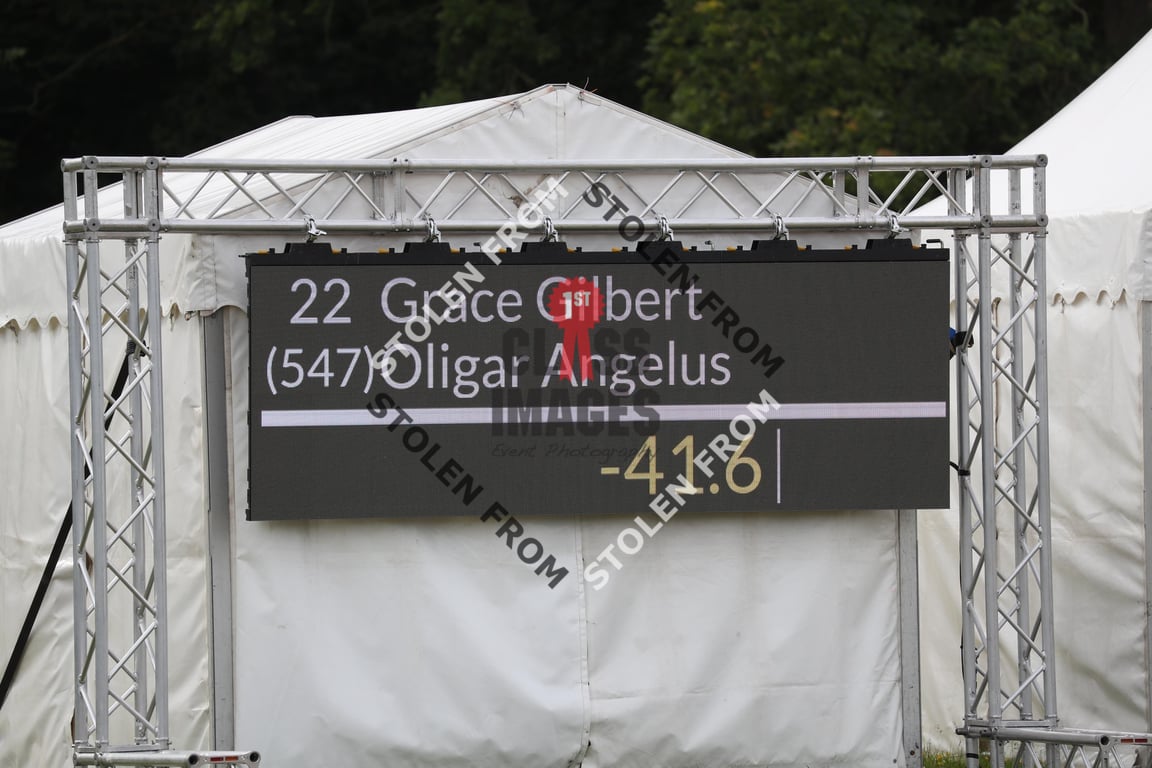 22 Grace Gilbert
(547) Oligar Angelus
-41.6
1ST
CLASS
IMAGES
Event Photography
STOLEN FROM
STOLEN FROM
STOLEN FROM
STOLEN FROM